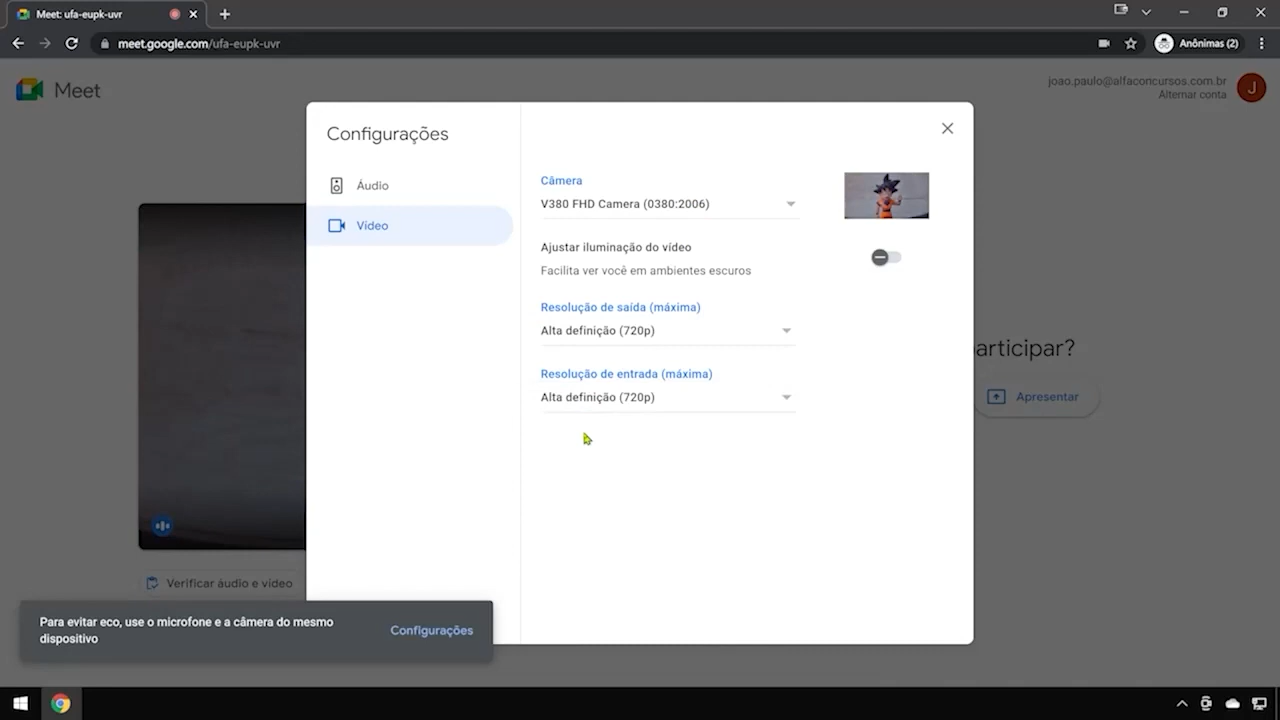 Meet: ufa-eupk-uvr
meet.google.com/ufa-eupk-uvr
Anônimas (2)
Meet
joao.paulo@alfaconcursos.com.br
Alternar conta
J
Configurações
Áudio
Vídeo
Câmera
V380 FHD Camera (0380:2006)
Ajustar iluminação do vídeo
Facilita ver você em ambientes escuros
Resolução de saída (máxima)
Alta definição (720p)
Resolução de entrada (máxima)
Alta definição (720p)
articipar?
Apresentar
Verificar áudio e vídeo
Para evitar eco, use o microfone e a câmera do mesmo
dispositivo
Configurações